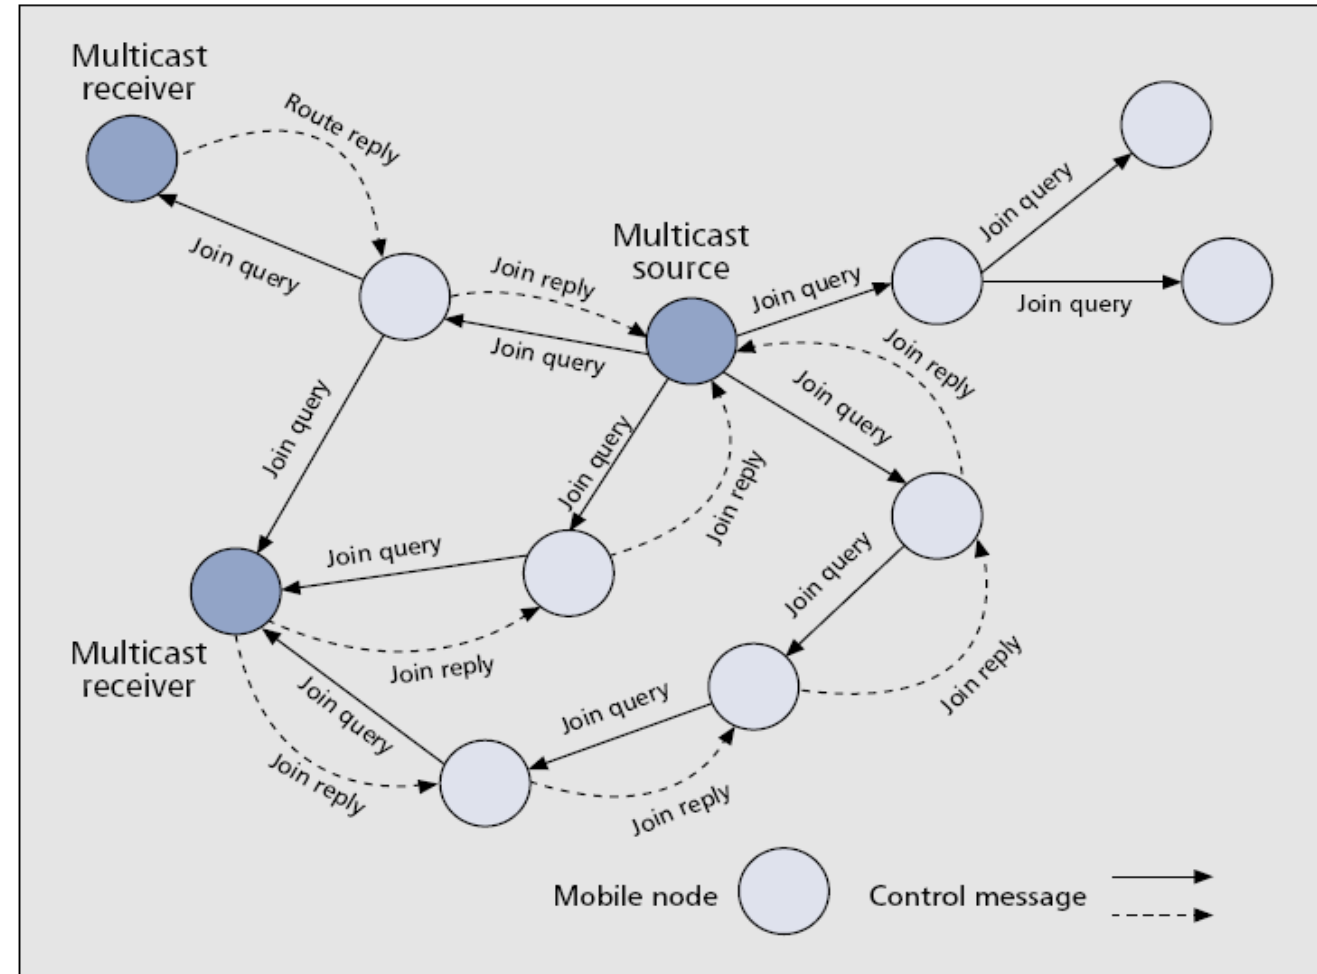 Multicast
receiver
Route reply
Join query
Multicast
source
Join reply
Join query
Join query
Join query
Join query
Join reply
Join query
Join query
Join query
Join reply
Join query
Join query
Multicast
receiver
Join reply
Join query
Join query
Join reply
Join reply
Join reply
Mobile node
Control message